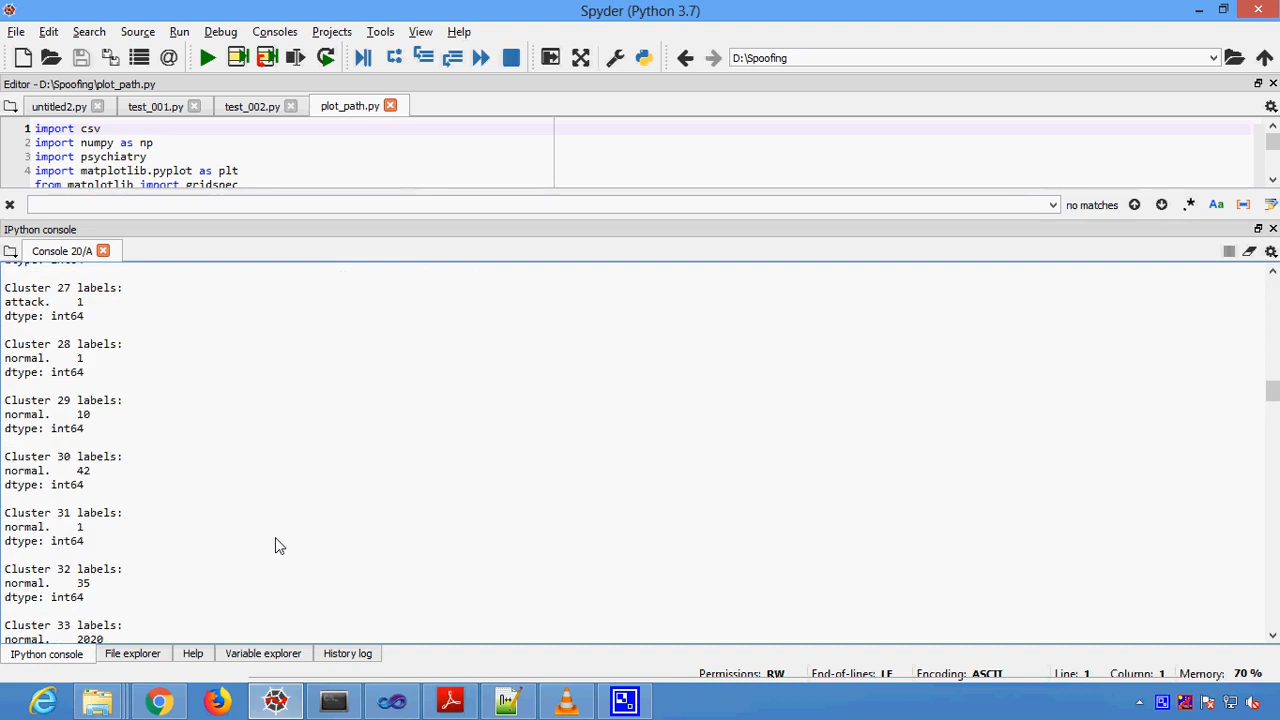 Spyder (Python 3.7)
File Edit Search Source Run Debug Consoles Projects Tools View Help
D:\Spoofing
Editor - D:\Spoofing\plot_path.py
untitled2.py test_001.py test_002.py plot_path.py
1 import csv
2 import numpy as np
3 import psychiatry
4 import matplotlib.pyplot as plt
from matplotlib import gridspec
no matches .* Aa
IPython console
Console 20/A
dtype: int64
Cluster 27 labels:
attack. 1
dtype: int64
Cluster 28 labels:
normal. 1
dtype: int64
Cluster 29 labels:
normal. 10
dtype: int64
Cluster 30 labels:
normal. 42
dtype: int64
Cluster 31 labels:
normal. 1
dtype: int64
Cluster 32 labels:
normal. 35
dtype: int64
Cluster 33 labels:
normal. 2020
IPython console File explorer Help Variable explorer History log
Permissions: RW End-of-lines: LF Encoding: ASCII Line: 1 Column: 1 Memory: 70 %